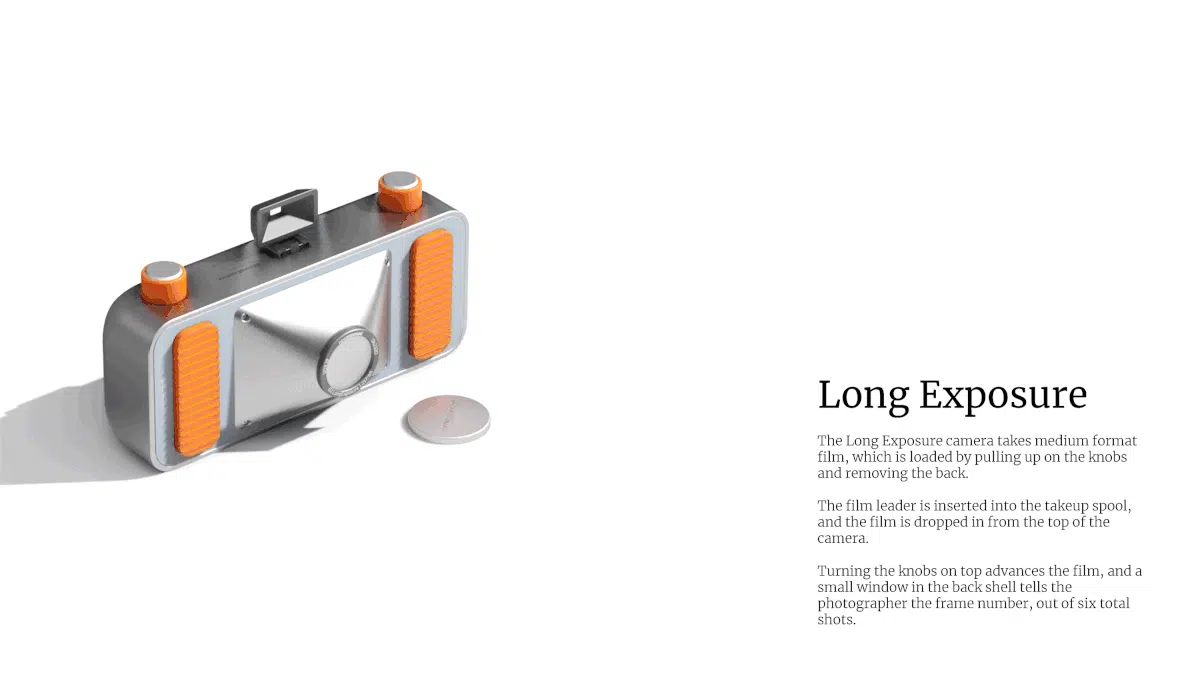 Long Exposure
The Long Exposure camera takes medium format
film, which is loaded by pulling up on the knobs
and removing the back.
The film leader is inserted into the takeup spool,
and the film is dropped in from the top of the
camera.
Turning the knobs on top advances the film, and a
small window in the back shell tells the
photographer the frame number, out of six total
shots.